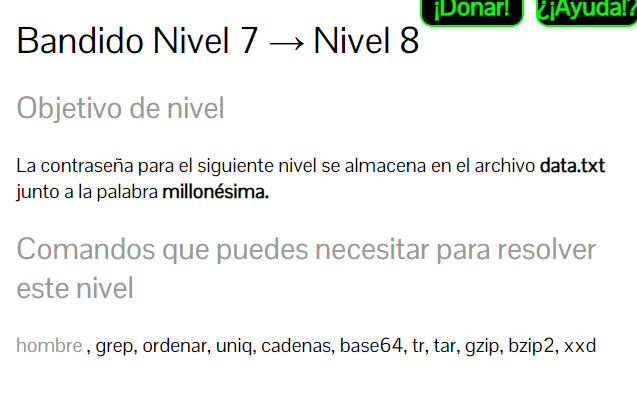 ¡Donar! ¿¡Ayuda!?
Bandido Nivel 7 → Nivel 8
Objetivo de nivel
La contraseña para el siguiente nivel se almacena en el archivo data.txt
junto a la palabra millonésima.
Comandos que puedes necesitar para resolver
este nivel
hombre , grep, ordenar, uniq, cadenas, base64, tr, tar, gzip, bzip2, xxd